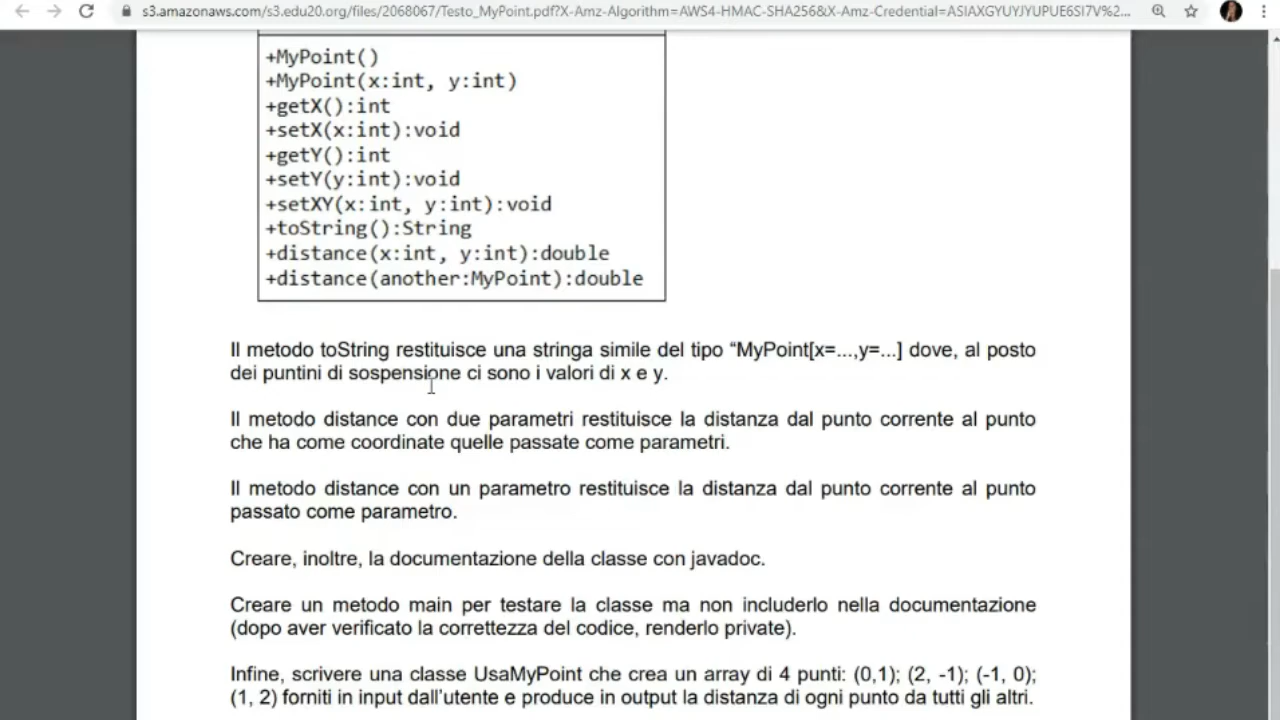 s3.amazonaws.com/s3.edu20.org/files/2068067/Testo_MyPoint.pdf?X-Amz-Algorithm=AWS4-HMAC-SHA256&X-Amz-Credential=ASIAXGYUYJYUPUE6SI7V%2...
+MyPoint()
+MyPoint(x:int, y:int)
+getX():int
+setX(x:int):void
+getY():int
+setY(y:int):void
+setXY(x:int, y:int):void
+toString():String
+distance(x:int, y:int):double
+distance(another:MyPoint):double
Il metodo toString restituisce una stringa simile del tipo “MyPoint[x=...,y=...] dove, al posto
dei puntini di sospensione ci sono i valori di x e y.
Il metodo distance con due parametri restituisce la distanza dal punto corrente al punto
che ha come coordinate quelle passate come parametri.
Il metodo distance con un parametro restituisce la distanza dal punto corrente al punto
passato come parametro.
Creare, inoltre, la documentazione della classe con javadoc.
Creare un metodo main per testare la classe ma non includerlo nella documentazione
(dopo aver verificato la correttezza del codice, renderlo private).
Infine, scrivere una classe UsaMyPoint che crea un array di 4 punti: (0,1); (2, -1); (-1, 0);
(1, 2) forniti in input dall’utente e produce in output la distanza di ogni punto da tutti gli altri.